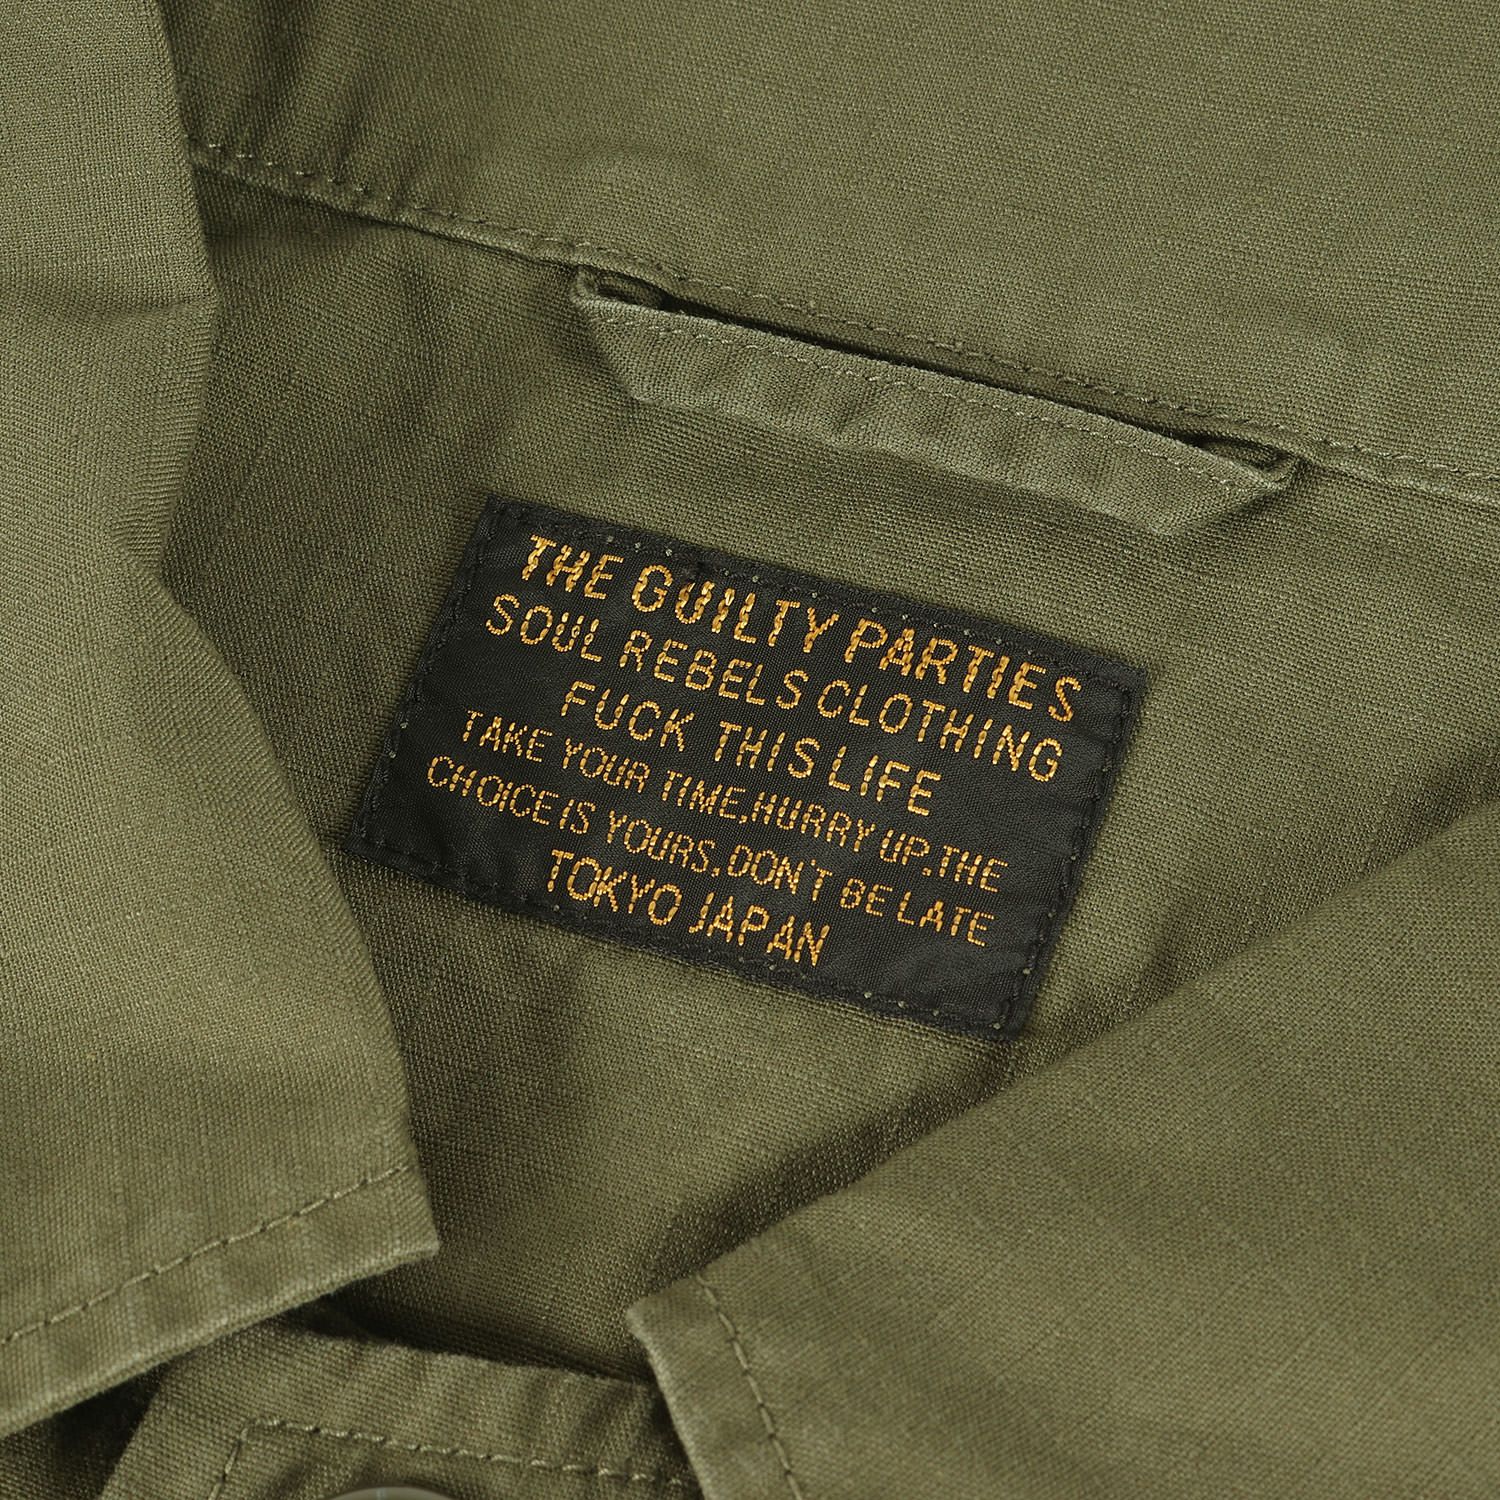 THE GUILTY PARTIES
SOUL REBELS CLOTHING
FUCK THIS LIFE
TAKE YOUR TIME,HURRY UP,THE
CHOICE IS YOURS,DON'T BE LATE
TOKYO JAPAN